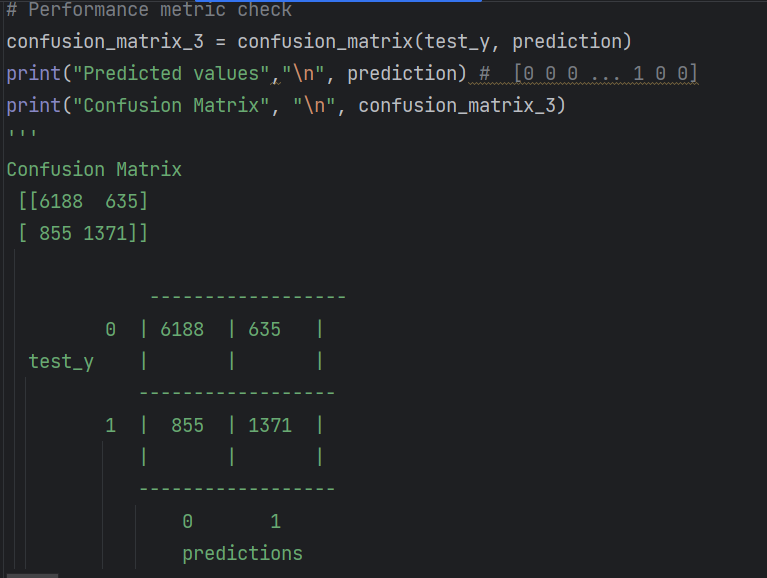 # Performance metric check
confusion_matrix_3 = confusion_matrix(test_y, prediction)
print("Predicted values","\n", prediction) #  [0 0 0 ... 1 0 0]
print("Confusion Matrix", "\n", confusion_matrix_3)
'''
Confusion Matrix
 [[6188  635]
 [ 855 1371]]
             ------------------
         0  | 6188  | 635   |
  test_y    |       |       |
            ------------------
         1  |  855  | 1371  |
            |       |       |
            ------------------
                0       1
                predictions